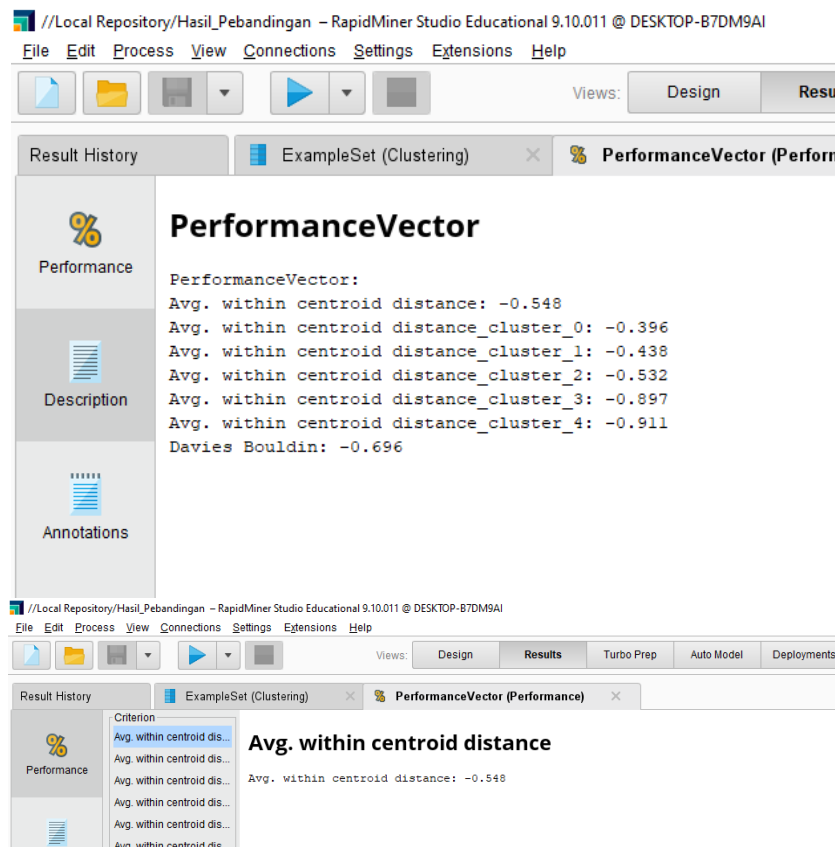 //Local Repository/Hasil_Pebandingan – RapidMiner Studio Educational 9.10.011 @ DESKTOP-B7DM9AI
File Edit Process View Connections Settings Extensions Help
Views: Design Resu
Result History ExampleSet (Clustering) PerformanceVector (Perform
Performance
Description
Annotations
PerformanceVector
PerformanceVector:
Avg. within centroid distance: -0.548
Avg. within centroid distance_cluster_0: -0.396
Avg. within centroid distance_cluster_1: -0.438
Avg. within centroid distance_cluster_2: -0.532
Avg. within centroid distance_cluster_3: -0.897
Avg. within centroid distance_cluster_4: -0.911
Davies Bouldin: -0.696
//Local Repository/Hasil_Pebandingan – RapidMiner Studio Educational 9.10.011 @ DESKTOP-B7DM9AI
File Edit Process View Connections Settings Extensions Help
Views: Design Results Turbo Prep Auto Model Deployments
Result History ExampleSet (Clustering) PerformanceVector (Performance)
Performance
Criterion
Avg. within centroid dis...
Avg. within centroid dis...
Avg. within centroid dis...
Avg. within centroid dis...
Avg. within centroid dis...
Avg. within centroid dis...
Avg. within centroid distance
Avg. within centroid distance: -0.548